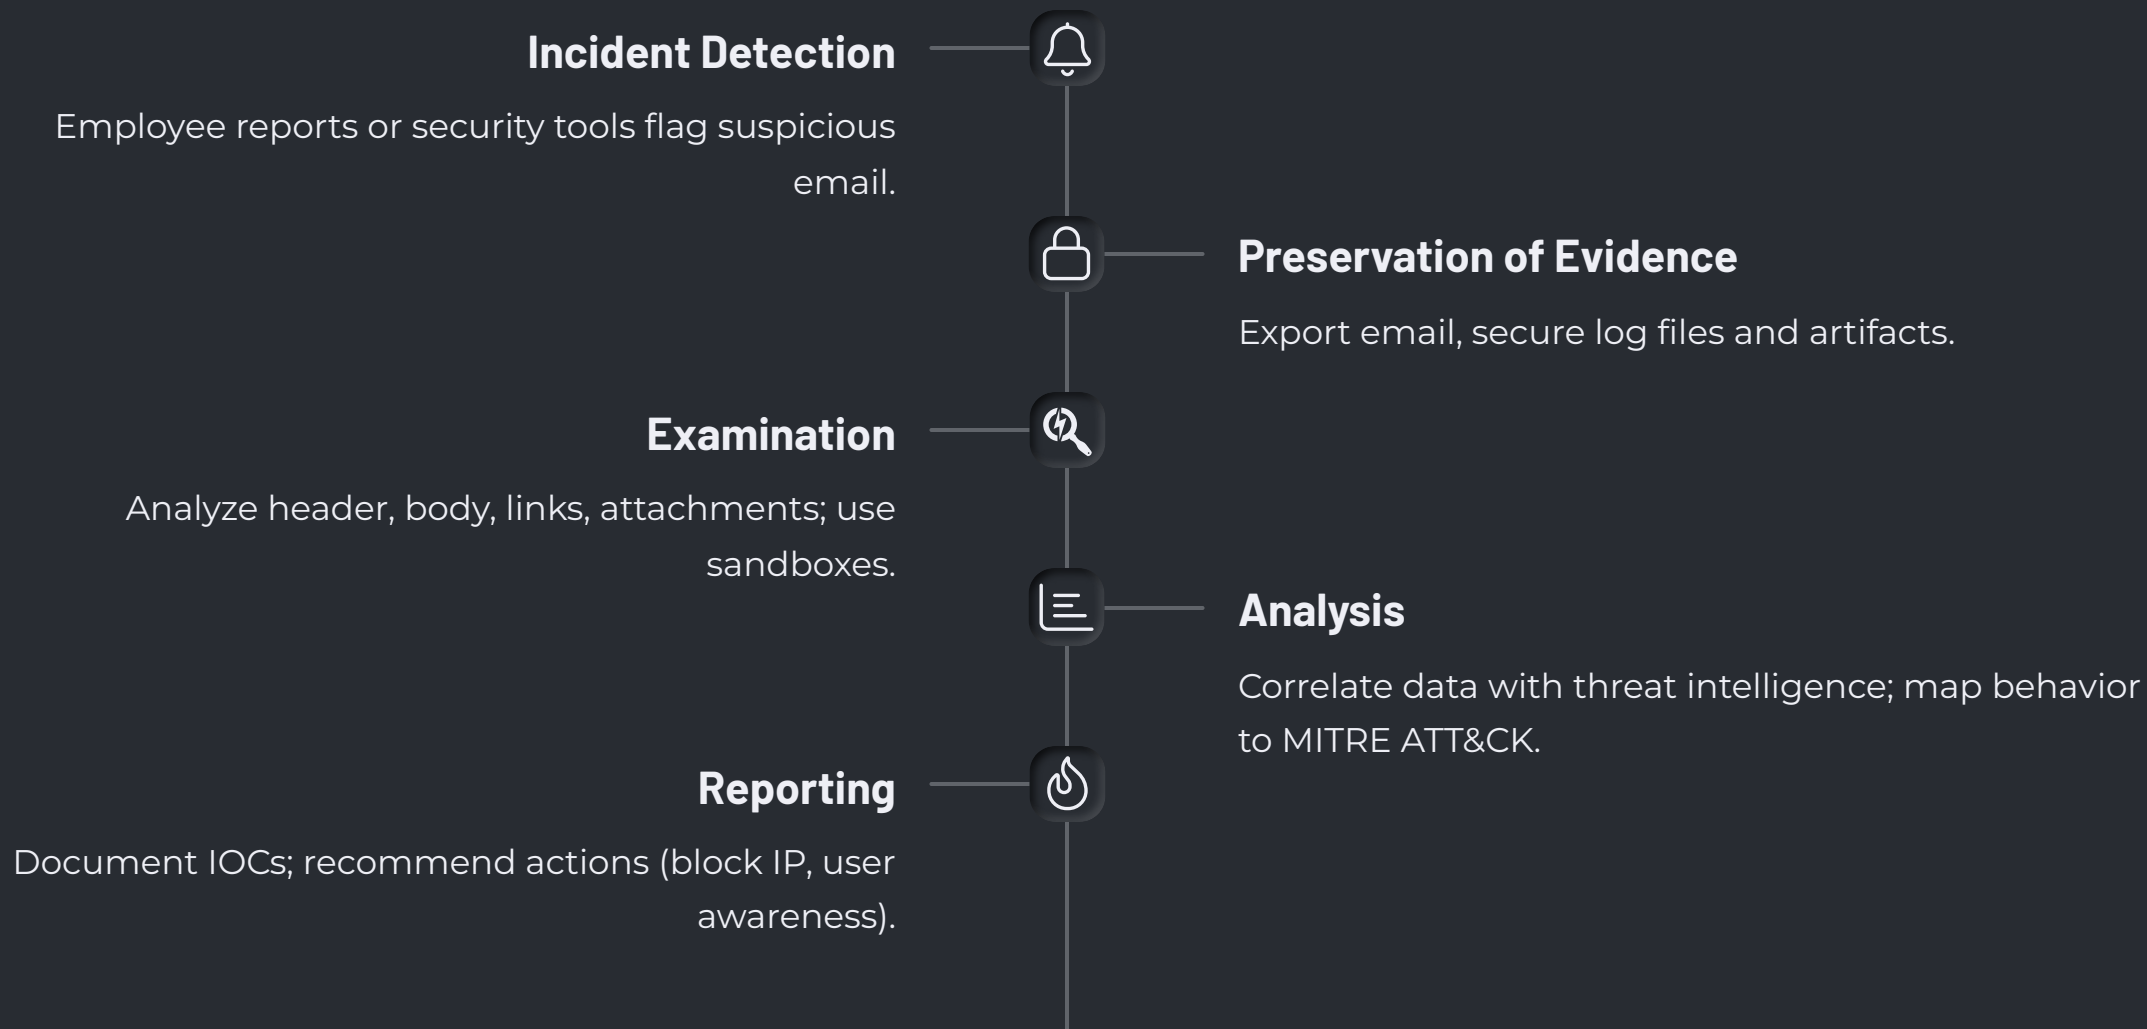 Incident Detection
Employee reports or security tools flag suspicious
email.
Preservation of Evidence
Export email, secure log files and artifacts.
Examination
Analyze header, body, links, attachments; use
sandboxes.
Analysis
Correlate data with threat intelligence; map behavior
to MITRE ATT&CK.
Reporting
Document IOCs; recommend actions (block IP, user
awareness).